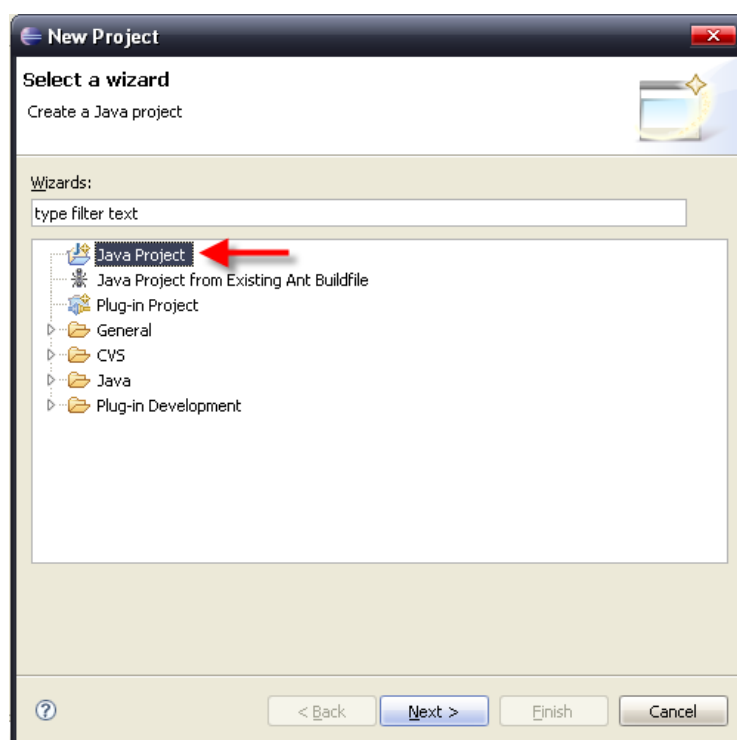 New Project
Select a wizard
Create a Java project
Wizards:
type filter text
Java Project
Java Project from Existing Ant Buildfile
Plug-in Project
General
CVS
Java
Plug-in Development
? < Back Next > Finish Cancel